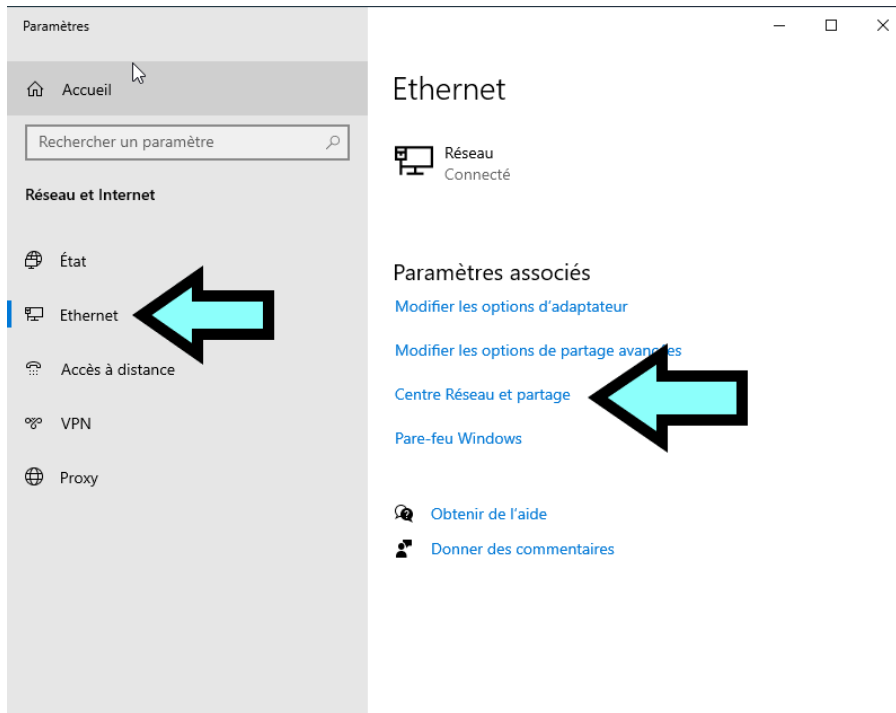 Paramètres
Accueil
Rechercher un paramètre
Réseau et Internet
État
Ethernet
Accès à distance
VPN
Proxy
Ethernet
Réseau
Connecté
Paramètres associés
Modifier les options d'adaptateur
Modifier les options de partage avancées
Centre Réseau et partage
Pare-feu Windows
Obtenir de l'aide
Donner des commentaires